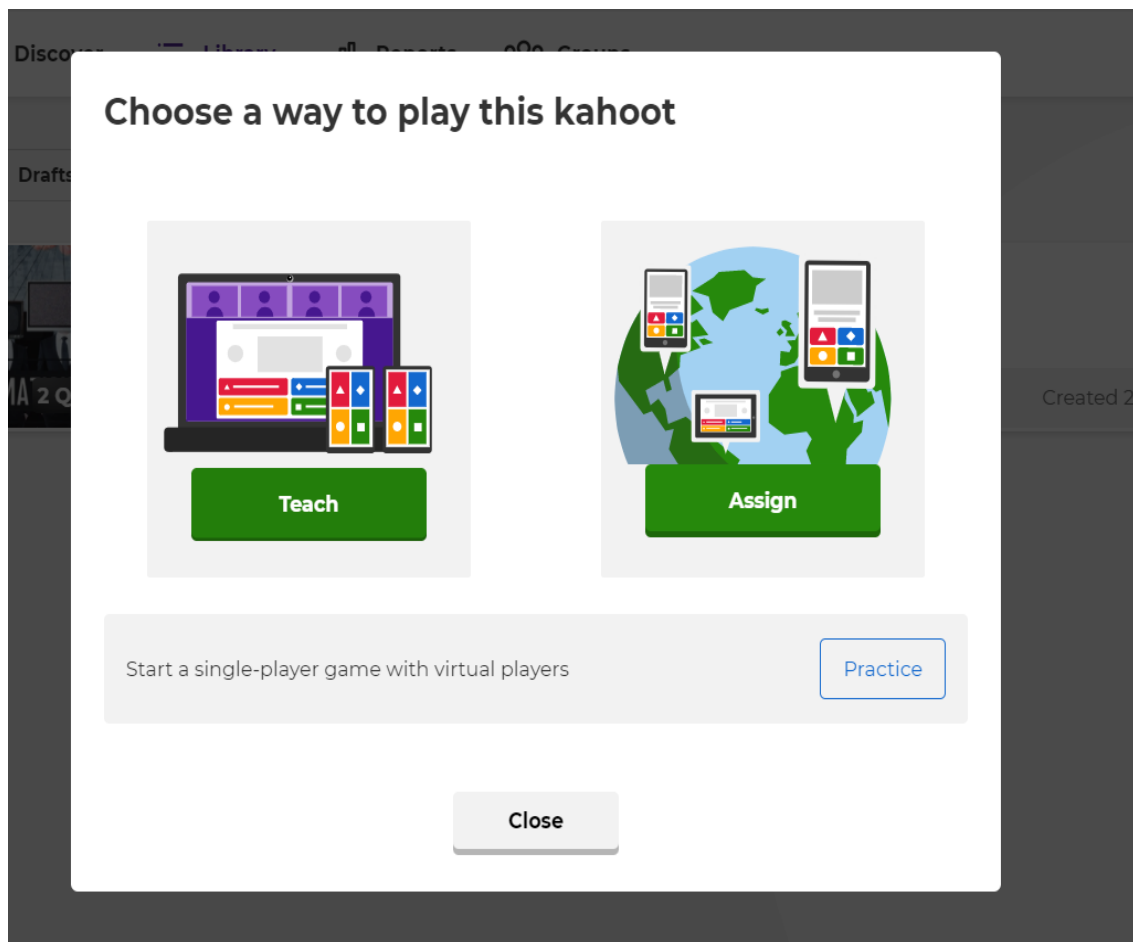 Choose a way to play this kahoot
Drafts
2 Q
Created 2
Teach
Assign
Start a single-player game with virtual players
Practice
Close